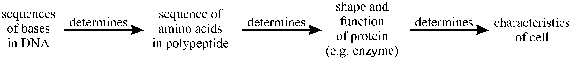 sequences
of bases
in DNA
determines
sequence of
amino acids
in polypeptide
determines
shape and
function
of protein
(e.g. enzyme)
determines
characteristics
of cell